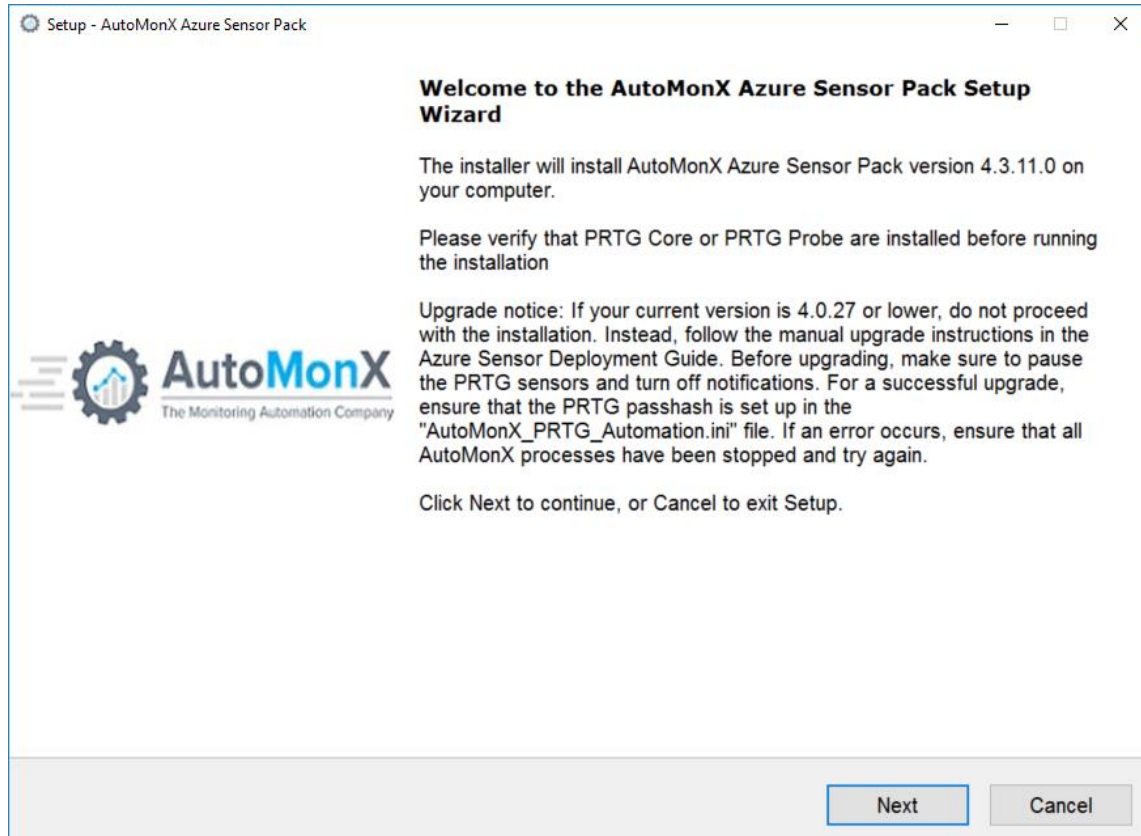 Setup - AutoMonX Azure Sensor Pack
Welcome to the AutoMonX Azure Sensor Pack Setup
Wizard
The installer will install AutoMonX Azure Sensor Pack version 4.3.11.0 on
your computer.
Please verify that PRTG Core or PRTG Probe are installed before running
the installation
Upgrade notice: If your current version is 4.0.27 or lower, do not proceed
with the installation. Instead, follow the manual upgrade instructions in the
Azure Sensor Deployment Guide. Before upgrading, make sure to pause
the PRTG sensors and turn off notifications. For a successful upgrade,
ensure that the PRTG passhash is set up in the
"AutoMonX_PRTG_Automation.ini" file. If an error occurs, ensure that all
AutoMonX processes have been stopped and try again.
Click Next to continue, or Cancel to exit Setup.
AutoMonX
The Monitoring Automation Company
Next
Cancel